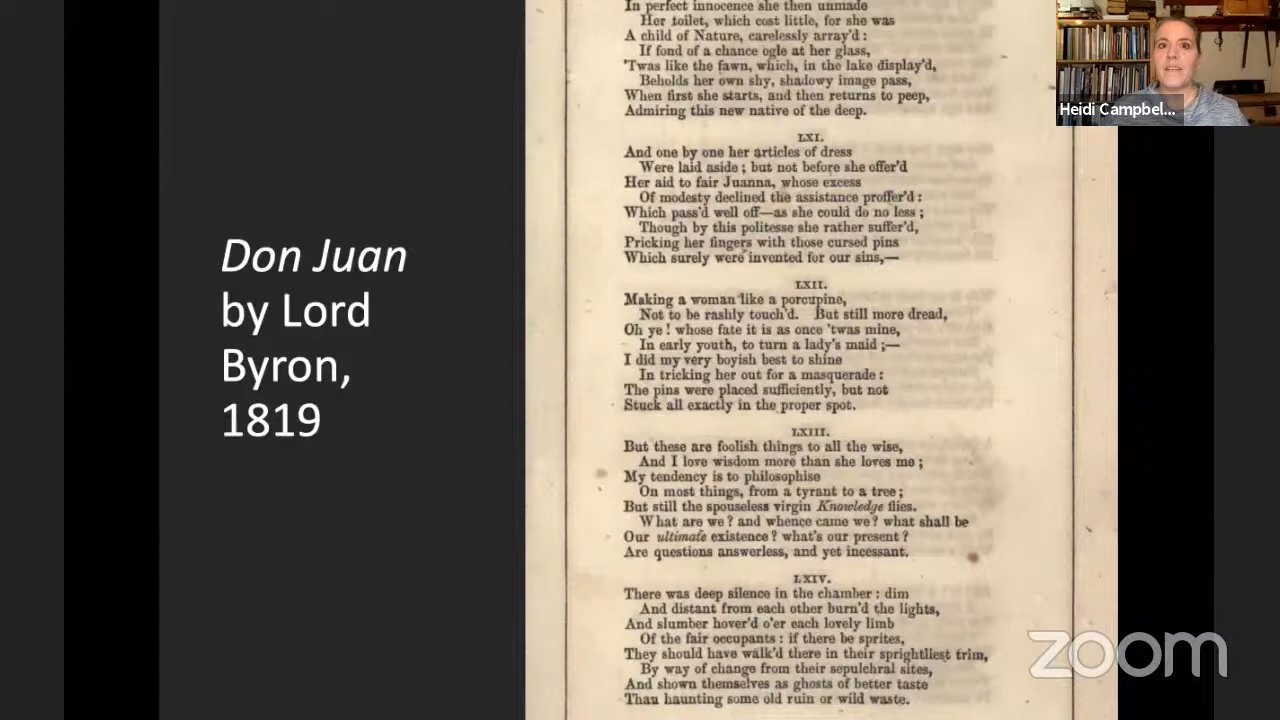 Don Juan
by Lord
Byron,
1819
In perfect innocence she then unmade
Her toilet, which cost little, for she was
A child of Nature, carelessly array'd:
If fond of a chance ogle at her glass,
'Twas like the fawn, which, in the lake display'd,
Beholds her own shy, shadowy image pass,
When first she starts, and then returns to peep,
Admiring this new native of the deep.
LXI.
And one by one her articles of dress
Were laid aside; but not before she offer'd
Her aid to fair Juanna, whose excess
Of modesty declined the assistance proffer'd:
Which pass'd well off—as she could do no less;
Though by this politesse she rather suffer'd,
Pricking her fingers with those cursed pins
Which surely were invented for our sins,—
LXII.
Making a woman like a porcupine,
Not to be rashly touch'd. But still more dread,
Oh ye! whose fate it is as once 'twas mine,
In early youth, to turn a lady's maid;—
I did my very boyish best to shine
In tricking her out for a masquerade:
The pins were placed sufficiently, but not
Stuck all exactly in the proper spot.
LXIII.
But these are foolish things to all the wise,
And I love wisdom more than she loves me;
My tendency is to philosophise
On most things, from a tyrant to a tree;
But still the spouseless virgin Knowledge flies.
What are we? and whence came we? what shall be
Our ultimate existence? what's our present?
Are questions answerless, and yet incessant.
LXIV.
There was deep silence in the chamber: dim
And distant from each other burn'd the lights,
And slumber hover'd o'er each lovely limb
Of the fair occupants: if there be sprites,
They should have walk'd there in their sprightliest trim,
By way of change from their sepulchral sites,
And shown themselves as ghosts of better taste
Than haunting some old ruin or wild waste.
Heidi Campbel...
zoom